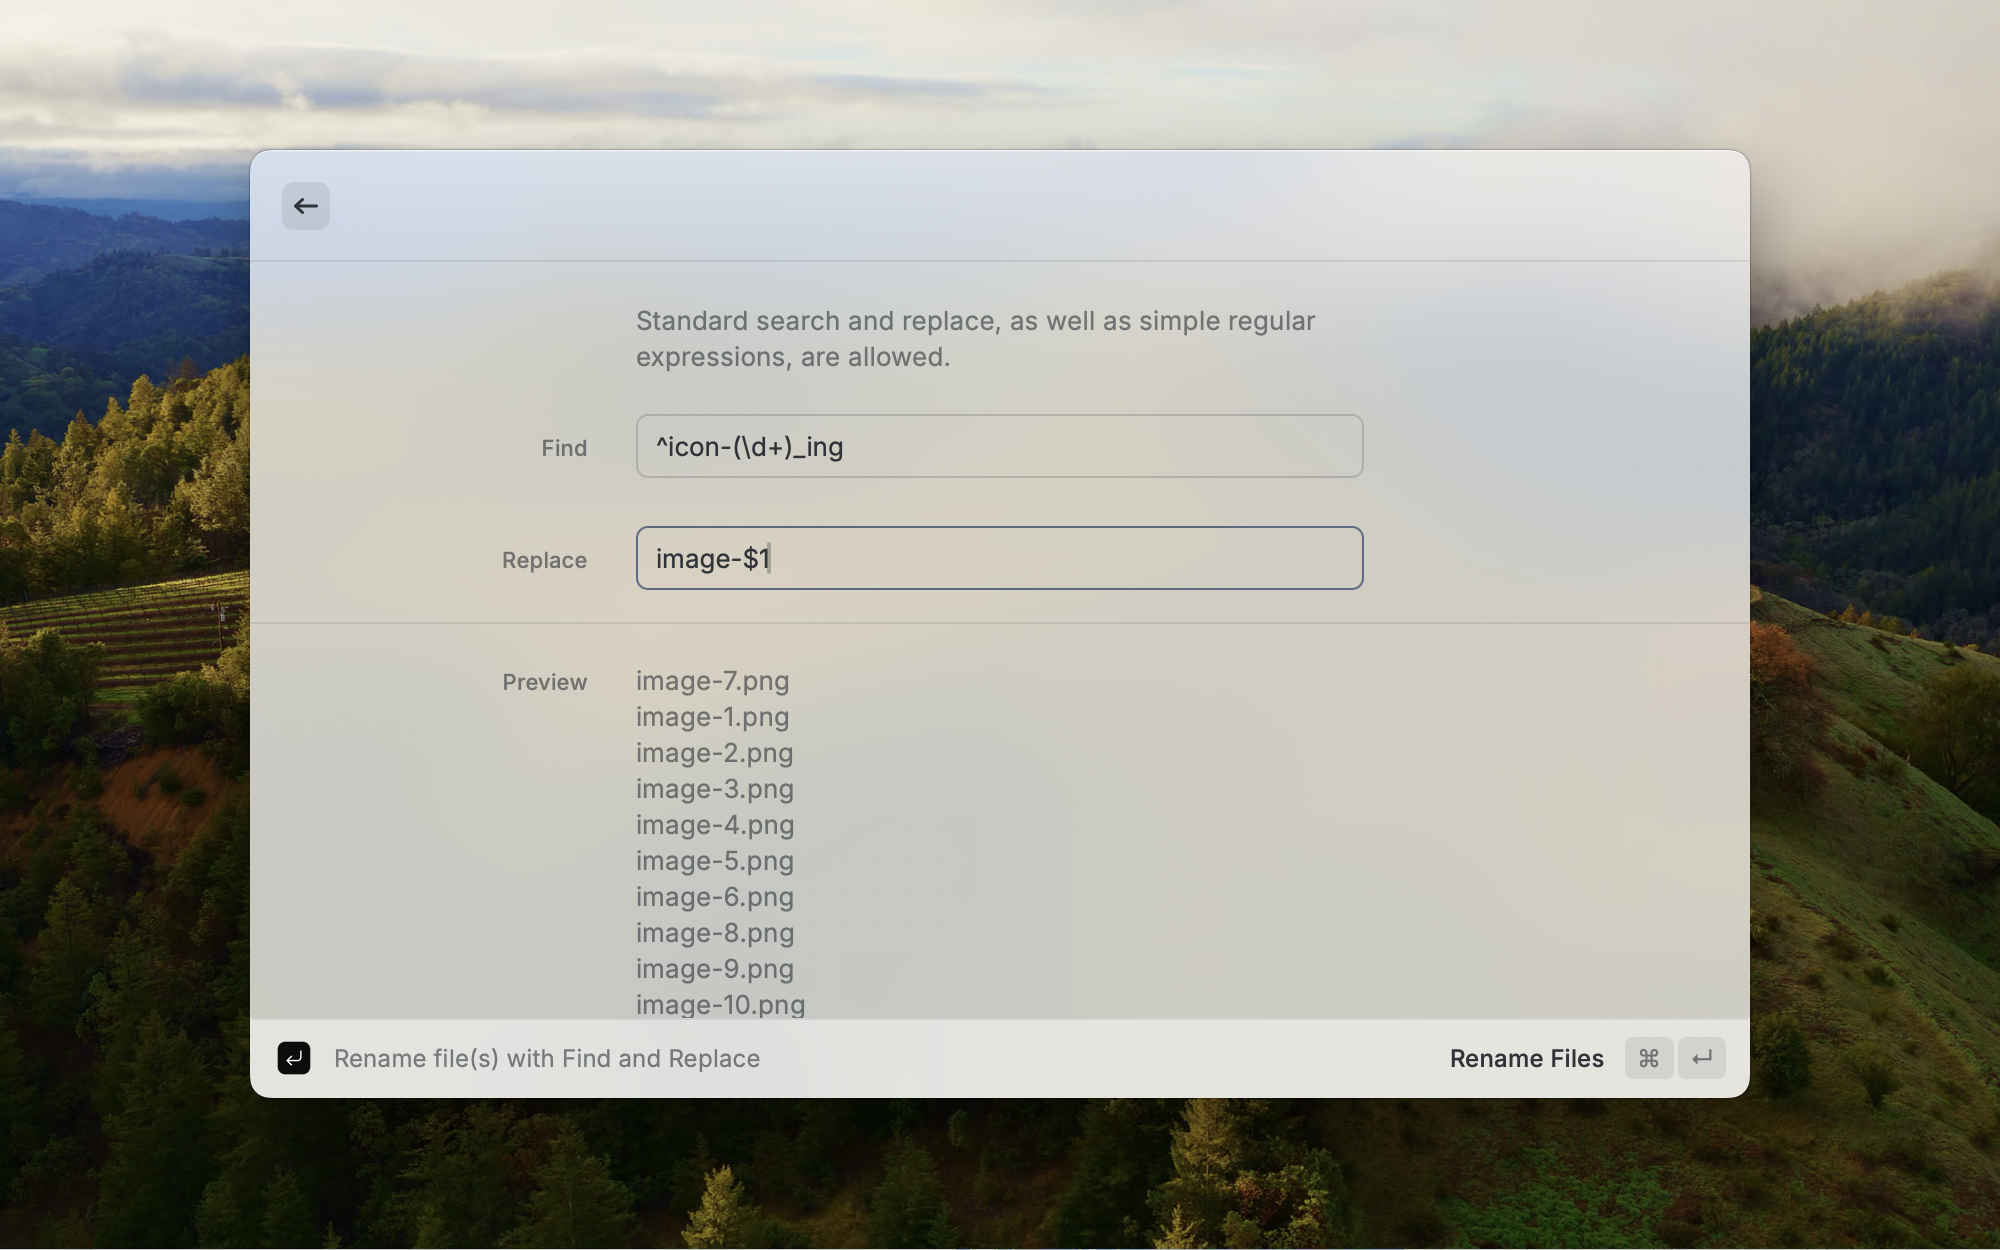 Standard search and replace, as well as simple regular
expressions, are allowed.
Find ^icon-(\d+)_ing
Replace image-$1
Preview image-7.png
image-1.png
image-2.png
image-3.png
image-4.png
image-5.png
image-6.png
image-8.png
image-9.png
image-10.png
Rename file(s) with Find and Replace Rename Files ⌘ ↵